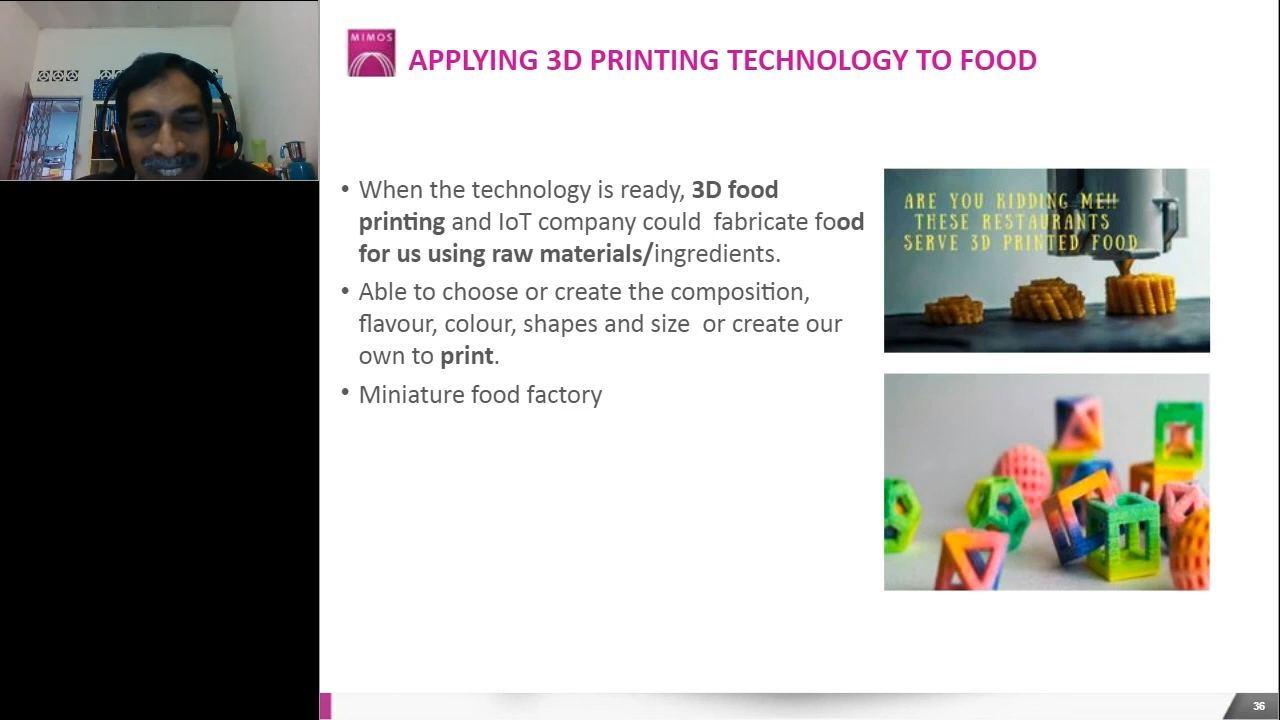 MIMOS
APPLYING 3D PRINTING TECHNOLOGY TO FOOD
• When the technology is ready, 3D food
printing and IoT company could  fabricate food
for us using raw materials/ingredients.
• Able to choose or create the composition,
flavour, colour, shapes and size  or create our
own to print.
• Miniature food factory
ARE YOU KIDDING ME!!
THESE RESTAURANTS
SERVE 3D PRINTED FOOD
36